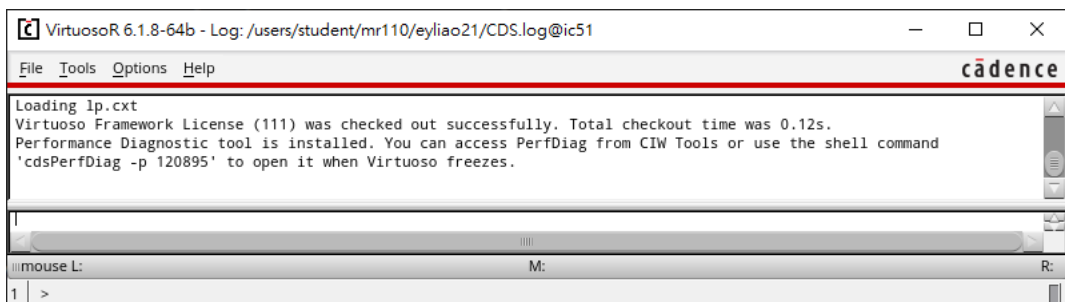 VirtuosoR 6.1.8-64b - Log: /users/student/mr110/eyliao21/CDS.log@ic51
File Tools Options Help cādence
Loading lp.cxt
Virtuoso Framework License (111) was checked out successfully. Total checkout time was 0.12s.
Performance Diagnostic tool is installed. You can access PerfDiag from CIW Tools or use the shell command
'cdsPerfDiag -p 120895' to open it when Virtuoso freezes.
mouse L: M: R:
1 >